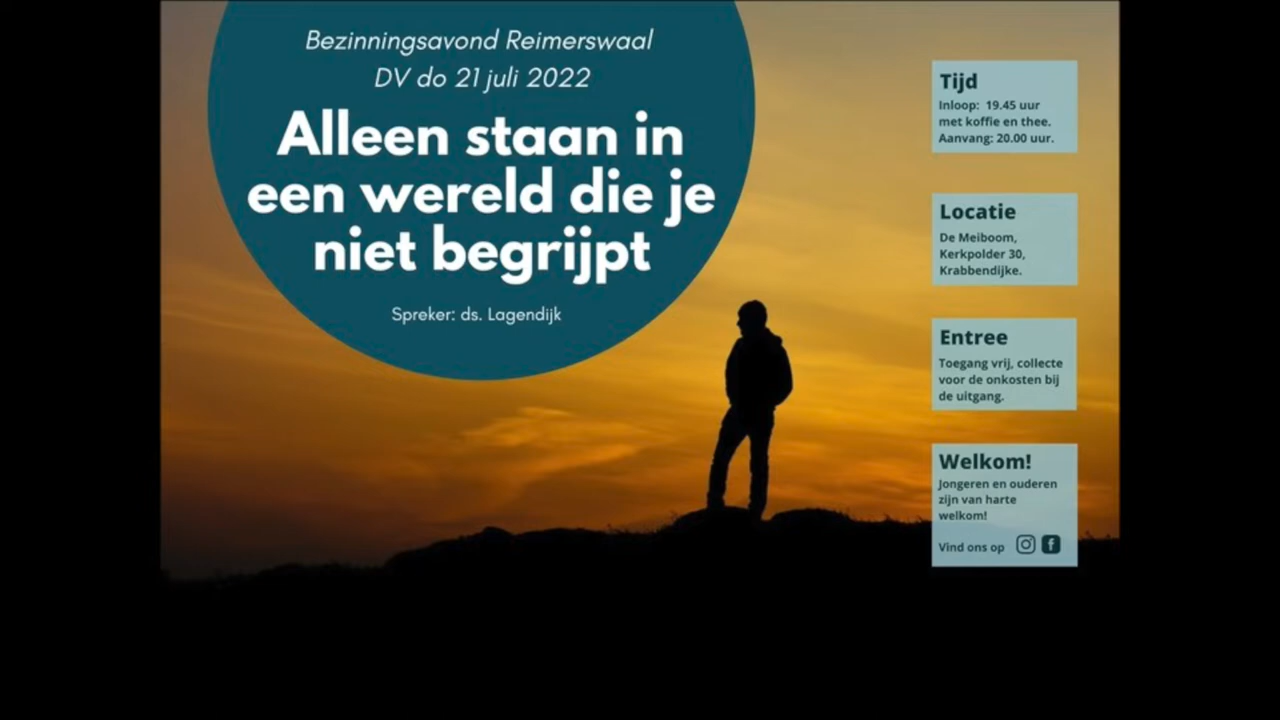 Bezinningsavond Reimerswaal
DV do 21 juli 2022
Alleen staan in
een wereld die je
niet begrijpt
Spreker: ds. Lagendijk
Tijd
Inloop: 19.45 uur
met koffie en thee.
Aanvang: 20.00 uur.
Locatie
De Meiboom,
Kerkpolder 30,
Krabbendijke.
Entree
Toegang vrij, collecte
voor de onkosten bij
de uitgang.
Welkom!
Jongeren en ouderen
zijn van harte
welkom!
Vind ons op